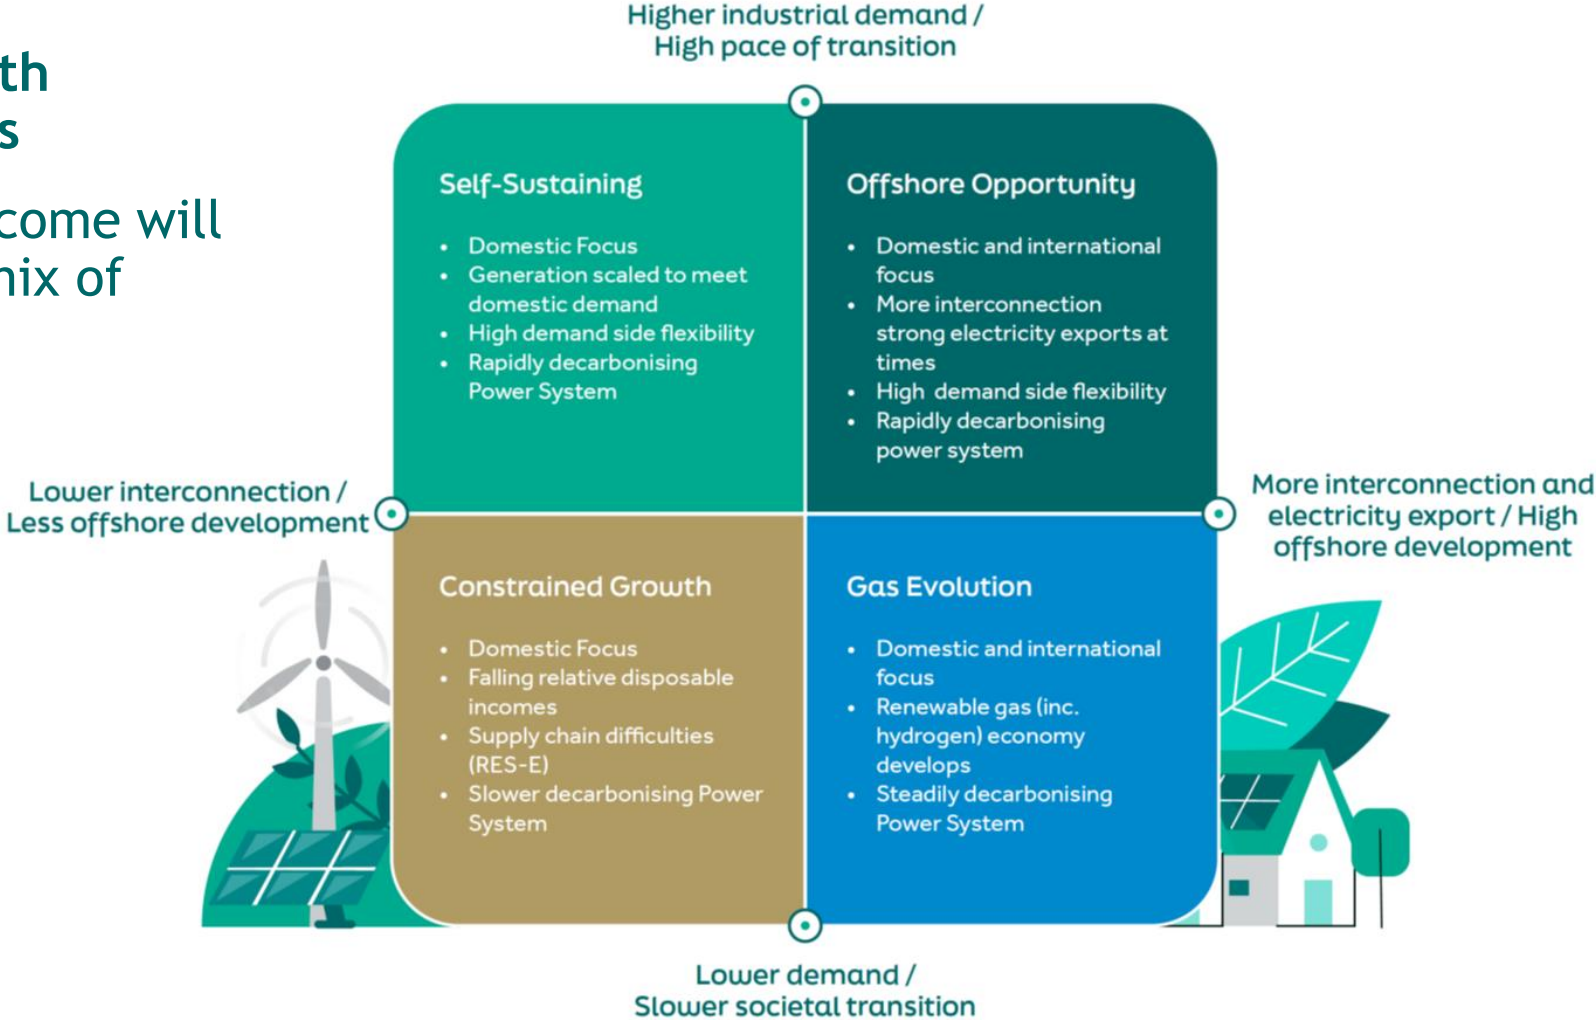 Higher industrial demand /
High pace of transition
th
s
come will
mix of
Self-Sustaining
• Domestic Focus
• Generation scaled to meet
domestic demand
• High demand side flexibility
• Rapidly decarbonising
Power System
Offshore Opportunity
• Domestic and international
focus
• More interconnection
strong electricity exports at
times
• High demand side flexibility
• Rapidly decarbonising
power system
Lower interconnection /
Less offshore development
More interconnection and
electricity export / High
offshore development
Constrained Growth
• Domestic Focus
• Falling relative disposable
incomes
• Supply chain difficulties
(RES-E)
• Slower decarbonising Power
System
Gas Evolution
• Domestic and international
focus
• Renewable gas (inc.
hydrogen) economy
develops
• Steadily decarbonising
Power System
Lower demand /
Slower societal transition